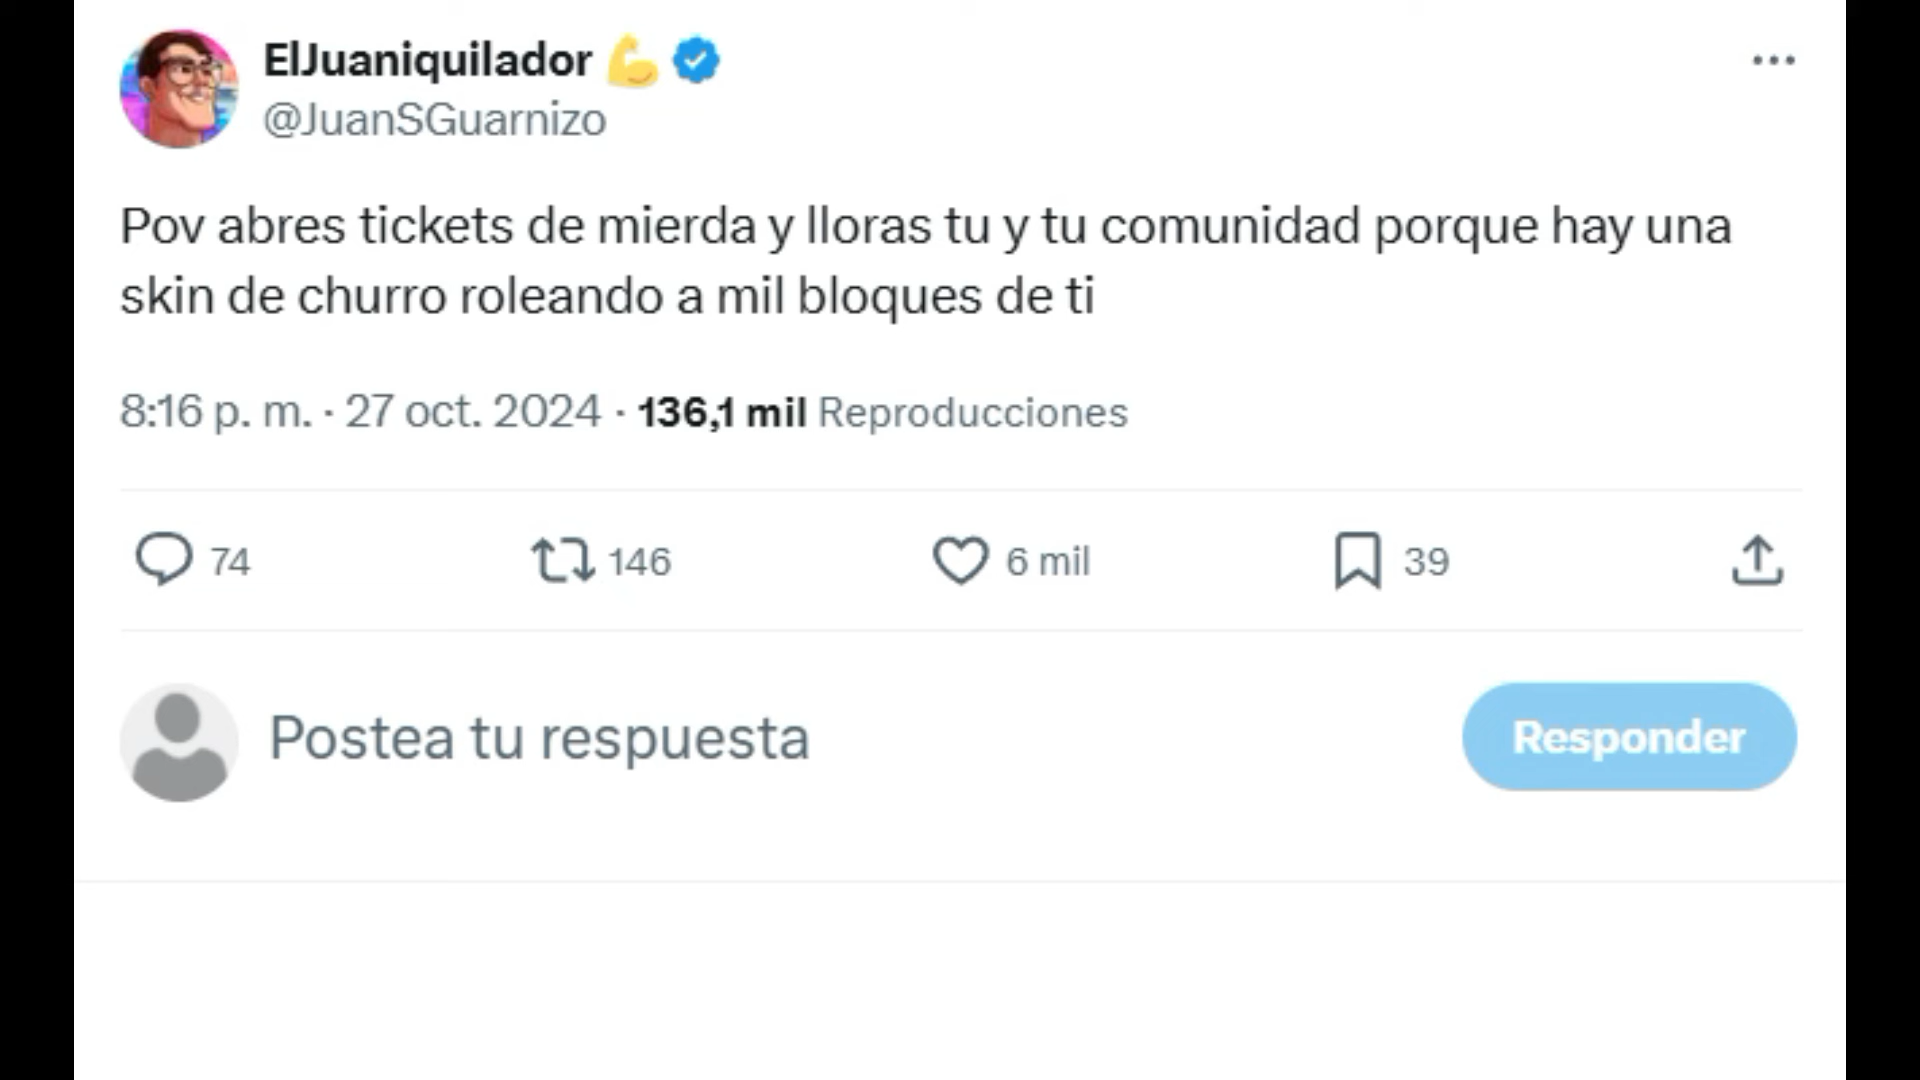 ElJuaniquilador 💪
@JuanSGuarnizo
Pov abres tickets de mierda y lloras tu y tu comunidad porque hay una
skin de churro roleando a mil bloques de ti
8:16 p. m. · 27 oct. 2024 · 136,1 mil Reproducciones
74 146 6 mil 39
Postea tu respuesta Responder